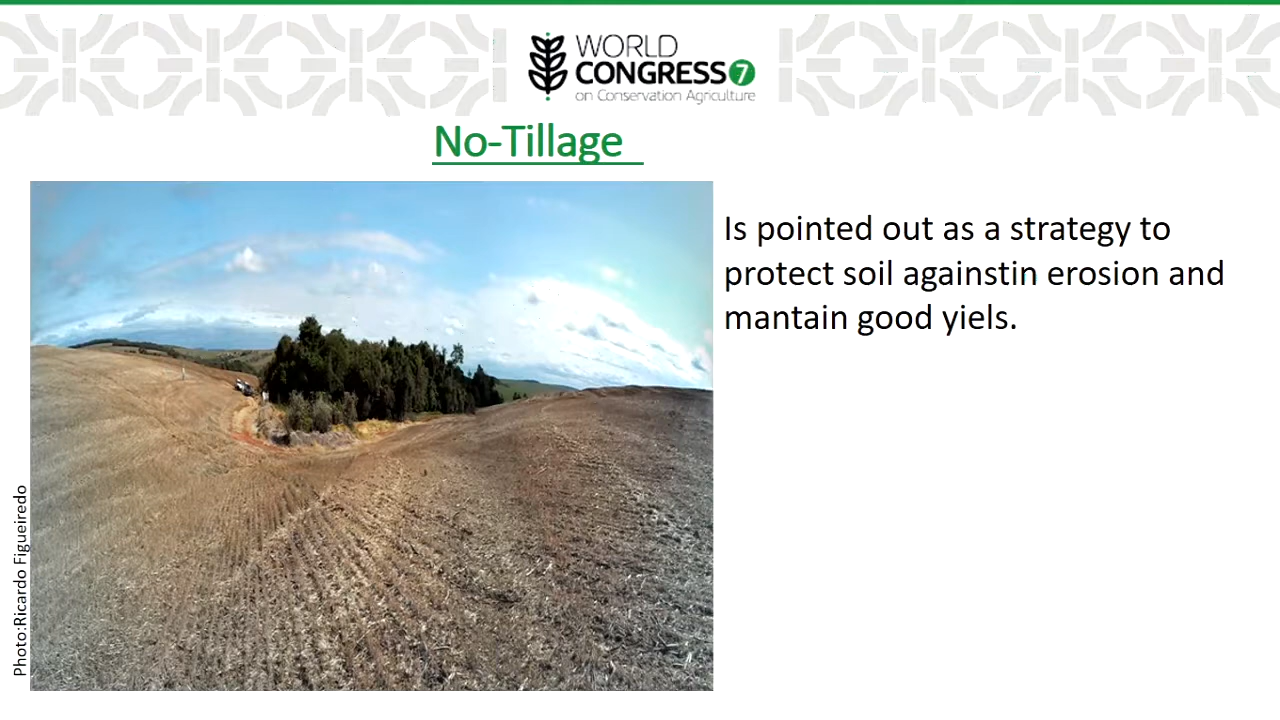 WORLD
CONGRESS 7
on Conservation Agriculture
No-Tillage
Is pointed out as a strategy to
protect soil againstin erosion and
mantain good yiels.
Photo:Ricardo Figueiredo